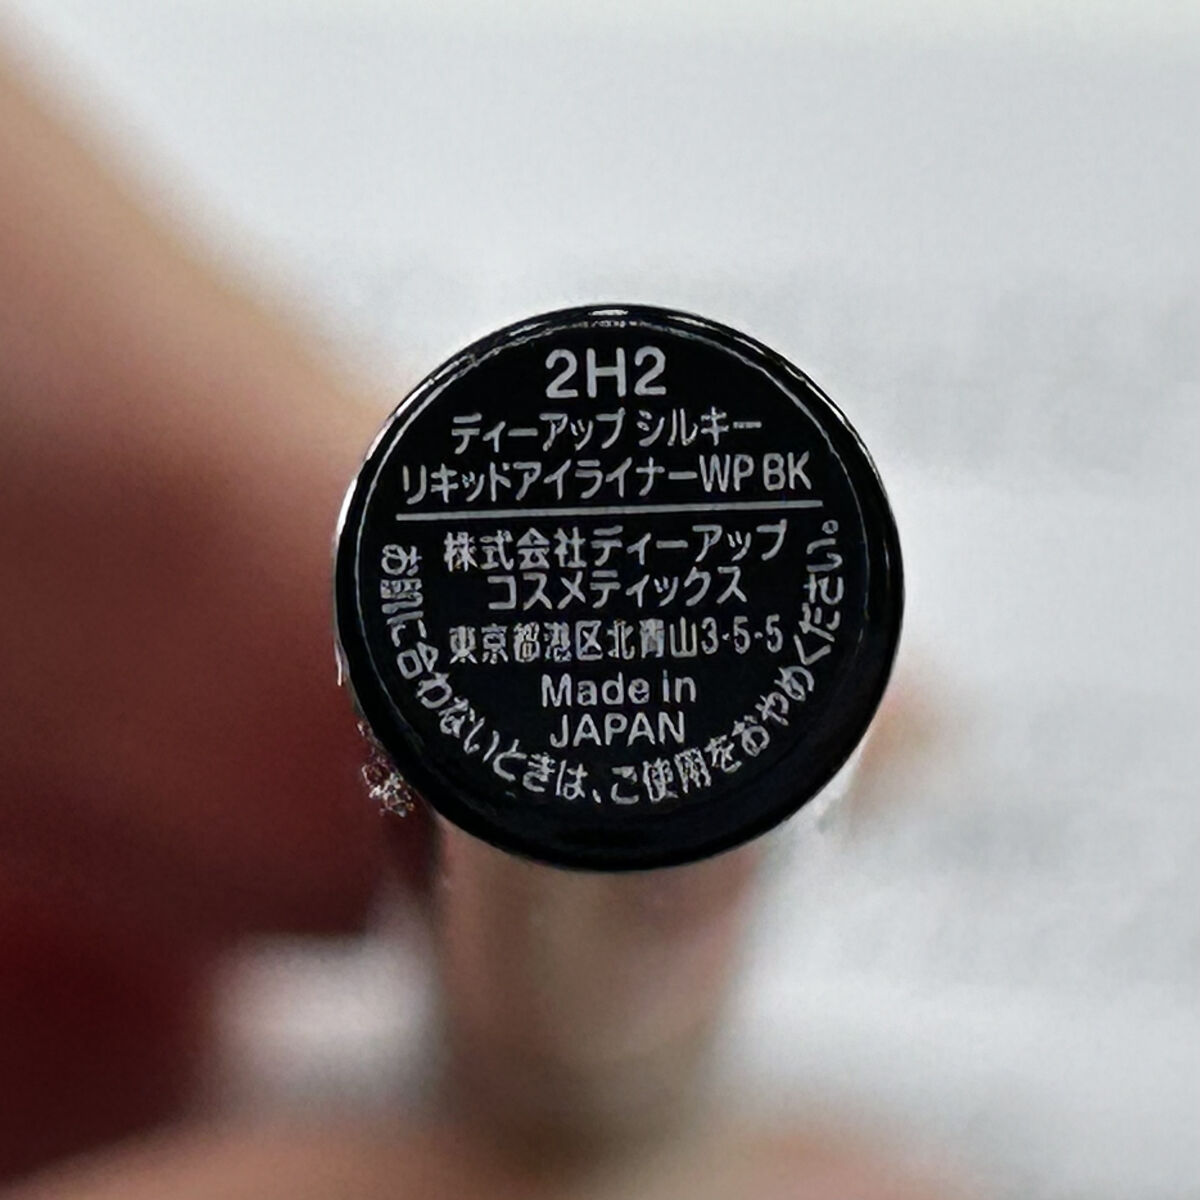 2H2
ディーアップ シルキー
リキッドアイライナーWP BK
株式会社ディーアップ
コスメティックス
東京都港区北青山3-5-5
Made in
JAPAN
お肌に合わないときは、ご使用をおやめください。